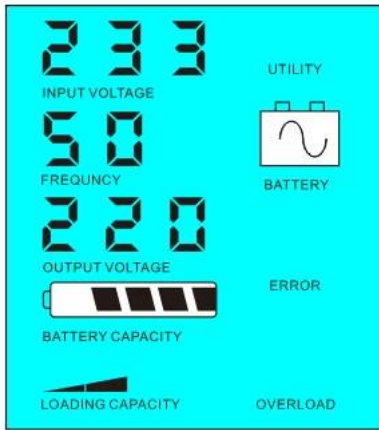 233
UTILITY
INPUT VOLTAGE
50
FREQUNCY
BATTERY
220
OUTPUT VOLTAGE
ERROR
BATTERY CAPACITY
LOADING CAPACITY
OVERLOAD